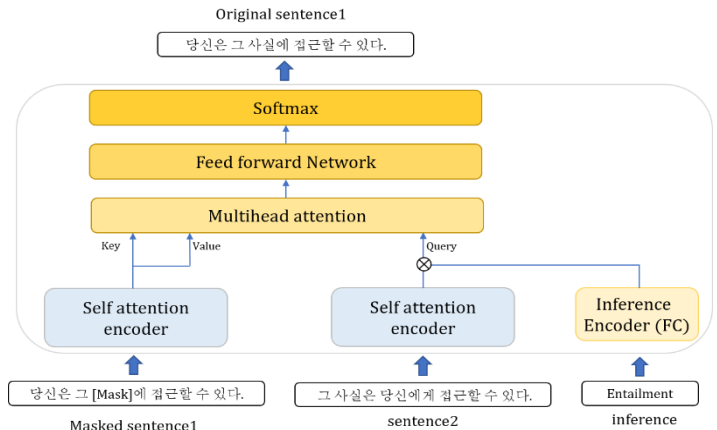 Original sentence1
당신은 그 사실에 접근할 수 있다.
Softmax
Feed forward Network
Multihead attention
Key
Value
Query
Self attention
encoder
Self attention
encoder
Inference
Encoder (FC)
당신은 그 [Mask]에 접근할 수 있다.
그 사실은 당신에게 접근할 수 있다.
Entailment
Masked sentence1
sentence2
inference